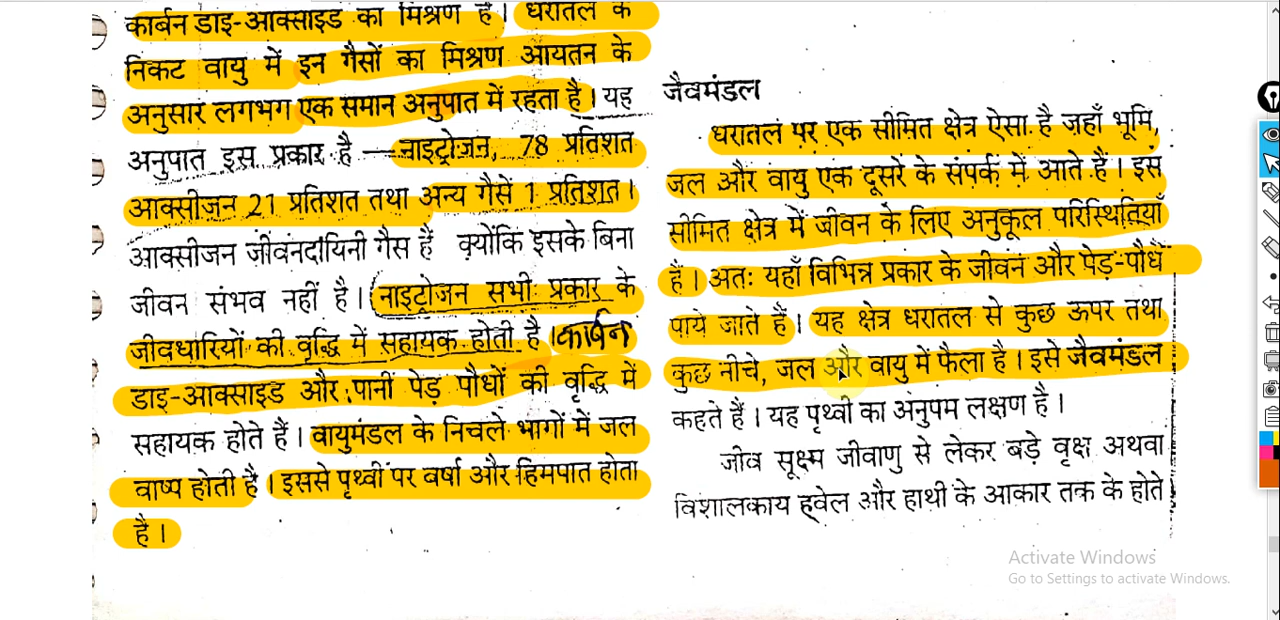 कार्बन डाइ-आक्साइड का मिश्रण है। धरातल के
निकट वायु में इन गैसों का मिश्रण आयतन के
अनुसार लगभग एक समान अनुपात में रहता है। यह
अनुपात इस प्रकार है — नाइट्रोजन, 78 प्रतिशत
आक्सीजन 21 प्रतिशत तथा अन्य गैसें 1 प्रतिशत।
आक्सीजन जीवनदायिनी गैस है क्योंकि इसके बिना
जीवन संभव नहीं है। (नाइट्रोजन सभी प्रकार के
जीवधारियों की वृद्धि में सहायक होती है। कार्बन
डाइ-आक्साइड और पानी पेड़ पौधों की वृद्धि में
सहायक होते हैं। वायुमंडल के निचले भागों में जल
वाष्प होती है। इससे पृथ्वी पर वर्षा और हिमपात होता
है।
जैवमंडल
धरातल पर एक सीमित क्षेत्र ऐसा है जहाँ भूमि,
जल और वायु एक दूसरे के संपर्क में आते हैं। इस
सीमित क्षेत्र में जीवन के लिए अनुकूल परिस्थितियाँ
हैं। अतः यहाँ विभिन्न प्रकार के जीवन और पेड़-पौधे
पाये जाते हैं। यह क्षेत्र धरातल से कुछ ऊपर तथा
कुछ नीचे, जल और वायु में फैला है। इसे जैवमंडल
कहते हैं। यह पृथ्वी का अनुपम लक्षण है।
जीव सूक्ष्म जीवाणु से लेकर बड़े वृक्ष अथवा
विशालकाय ह्वेल और हाथी के आकार तक के होते
Activate Windows
Go to Settings to activate Windows.